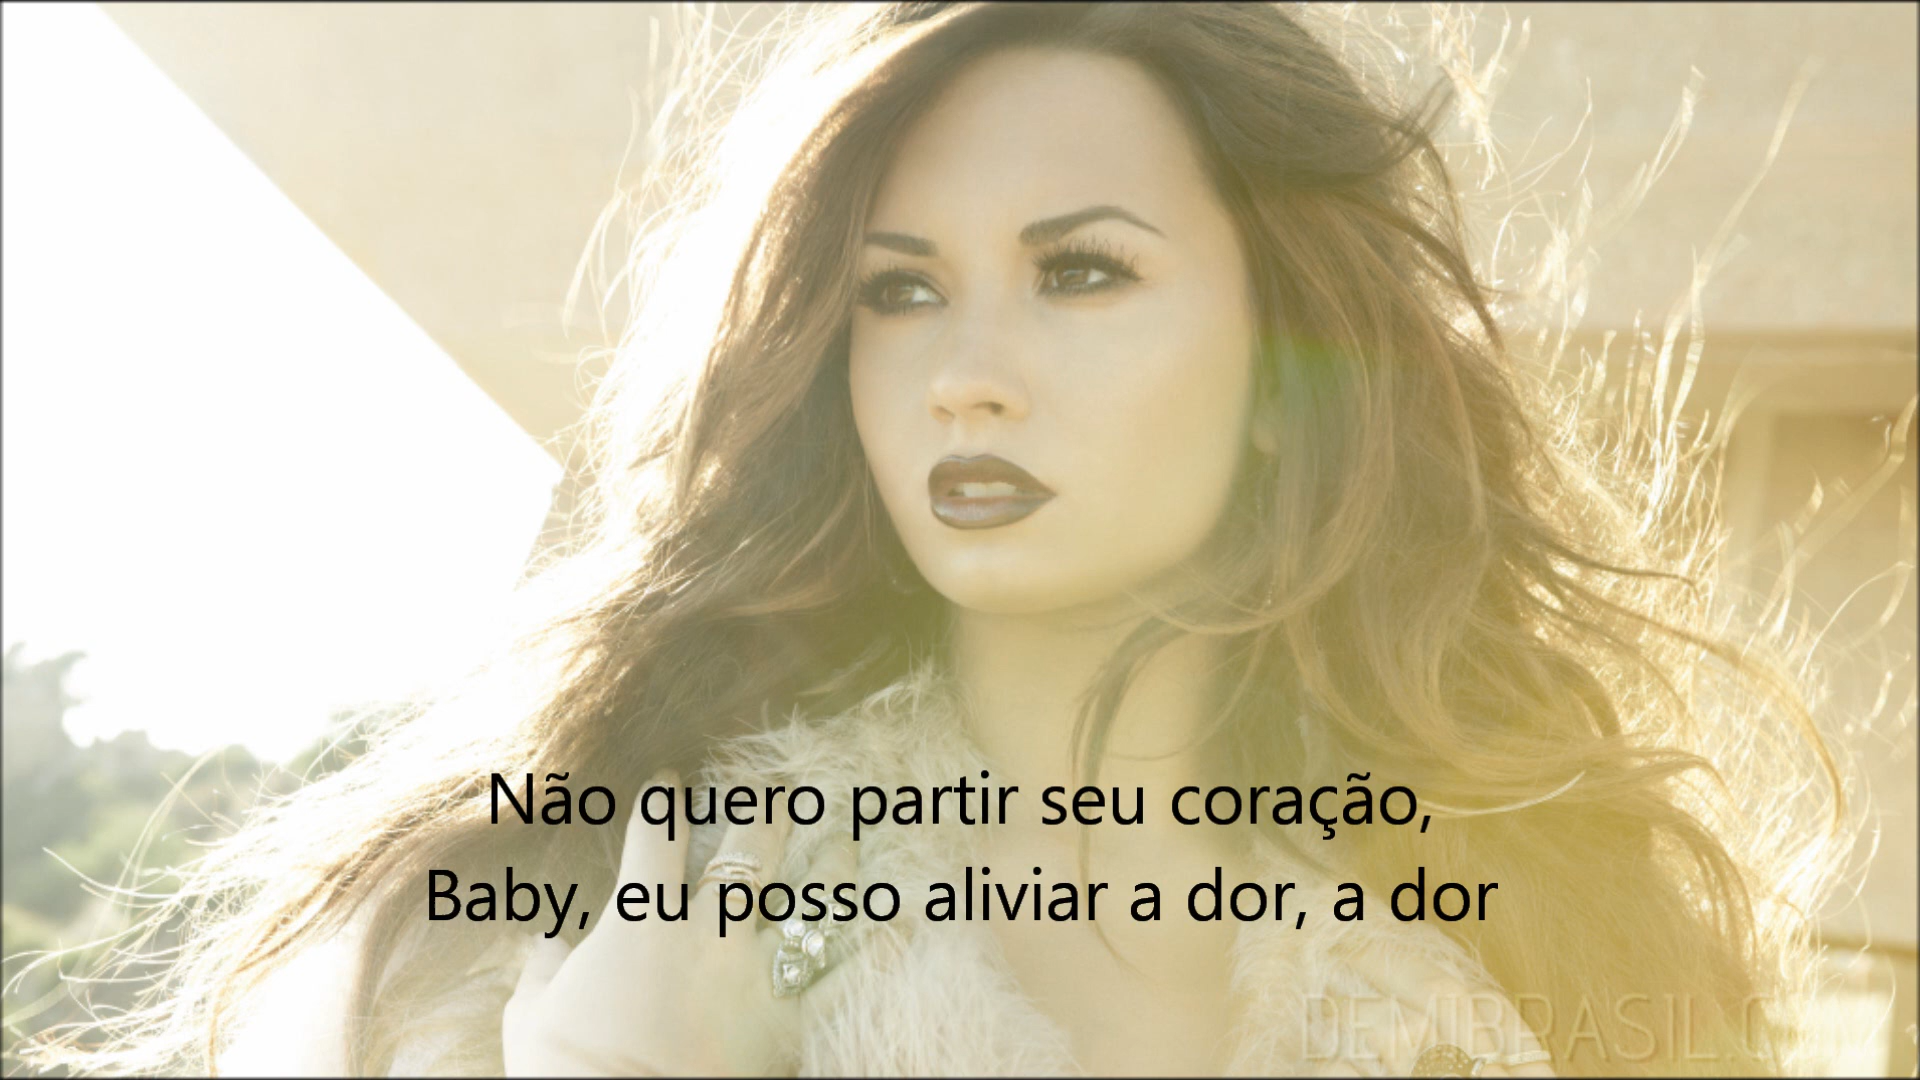 Não quero partir seu coração,
Baby, eu posso aliviar a dor, a dor
DEMIBRASIL.C